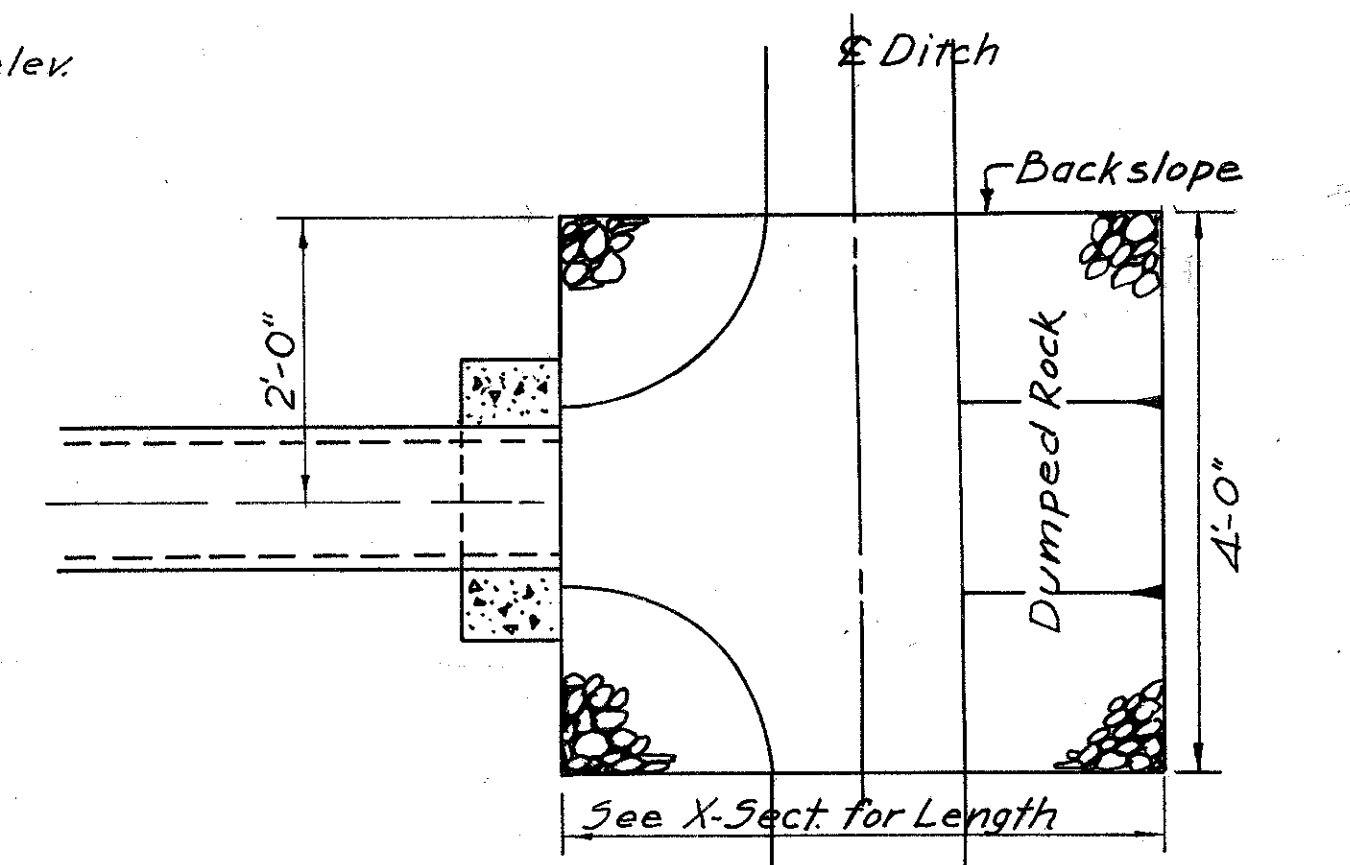 elev.
℄ Ditch
Backslope
2'-0"
Dumped Rock
4'-0"
See X-Sect. for Length